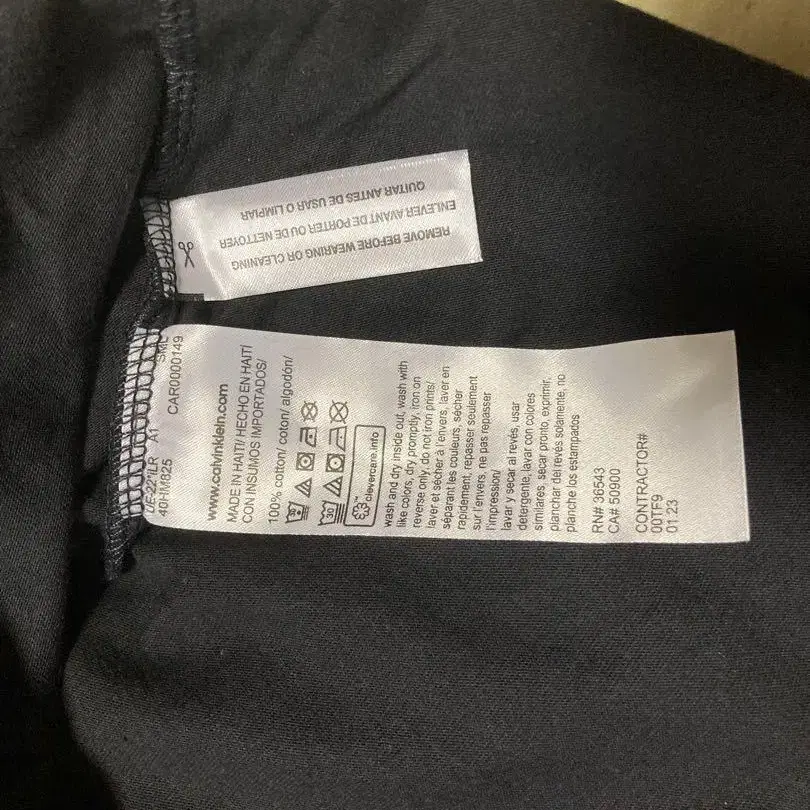 REMOVE BEFORE WEARING OR CLEANING
ENLEVER AVANT DE PORTER OU DE NETTOYER
QUITAR ANTES DE USAR O LIMPIAR
A1
40HM825 CAR0000149
www.calvinklein.com
MADE IN HAITI/ HECHO EN HAITÍ
CON INSUMOS IMPORTADOS/
100% cotton/ coton/ algodón/
30
clevercare.info
wash and dry inside out, wash with
like colors, dry promptly, iron on
reverse only, do not iron prints/
laver et sécher à l'envers, laver en
séparant les couleurs, sécher
rapidement, repasser seulement
sur l'envers, ne pas repasser
l'impression/
lavar y secar al revés, usar
detergente, lavar con colores
similares, secar pronto, exprimir,
planchar del revés solamente, no
planche los estampados
RN# 36543
CA# 50900
CONTRACTOR#
00TF9
01 23